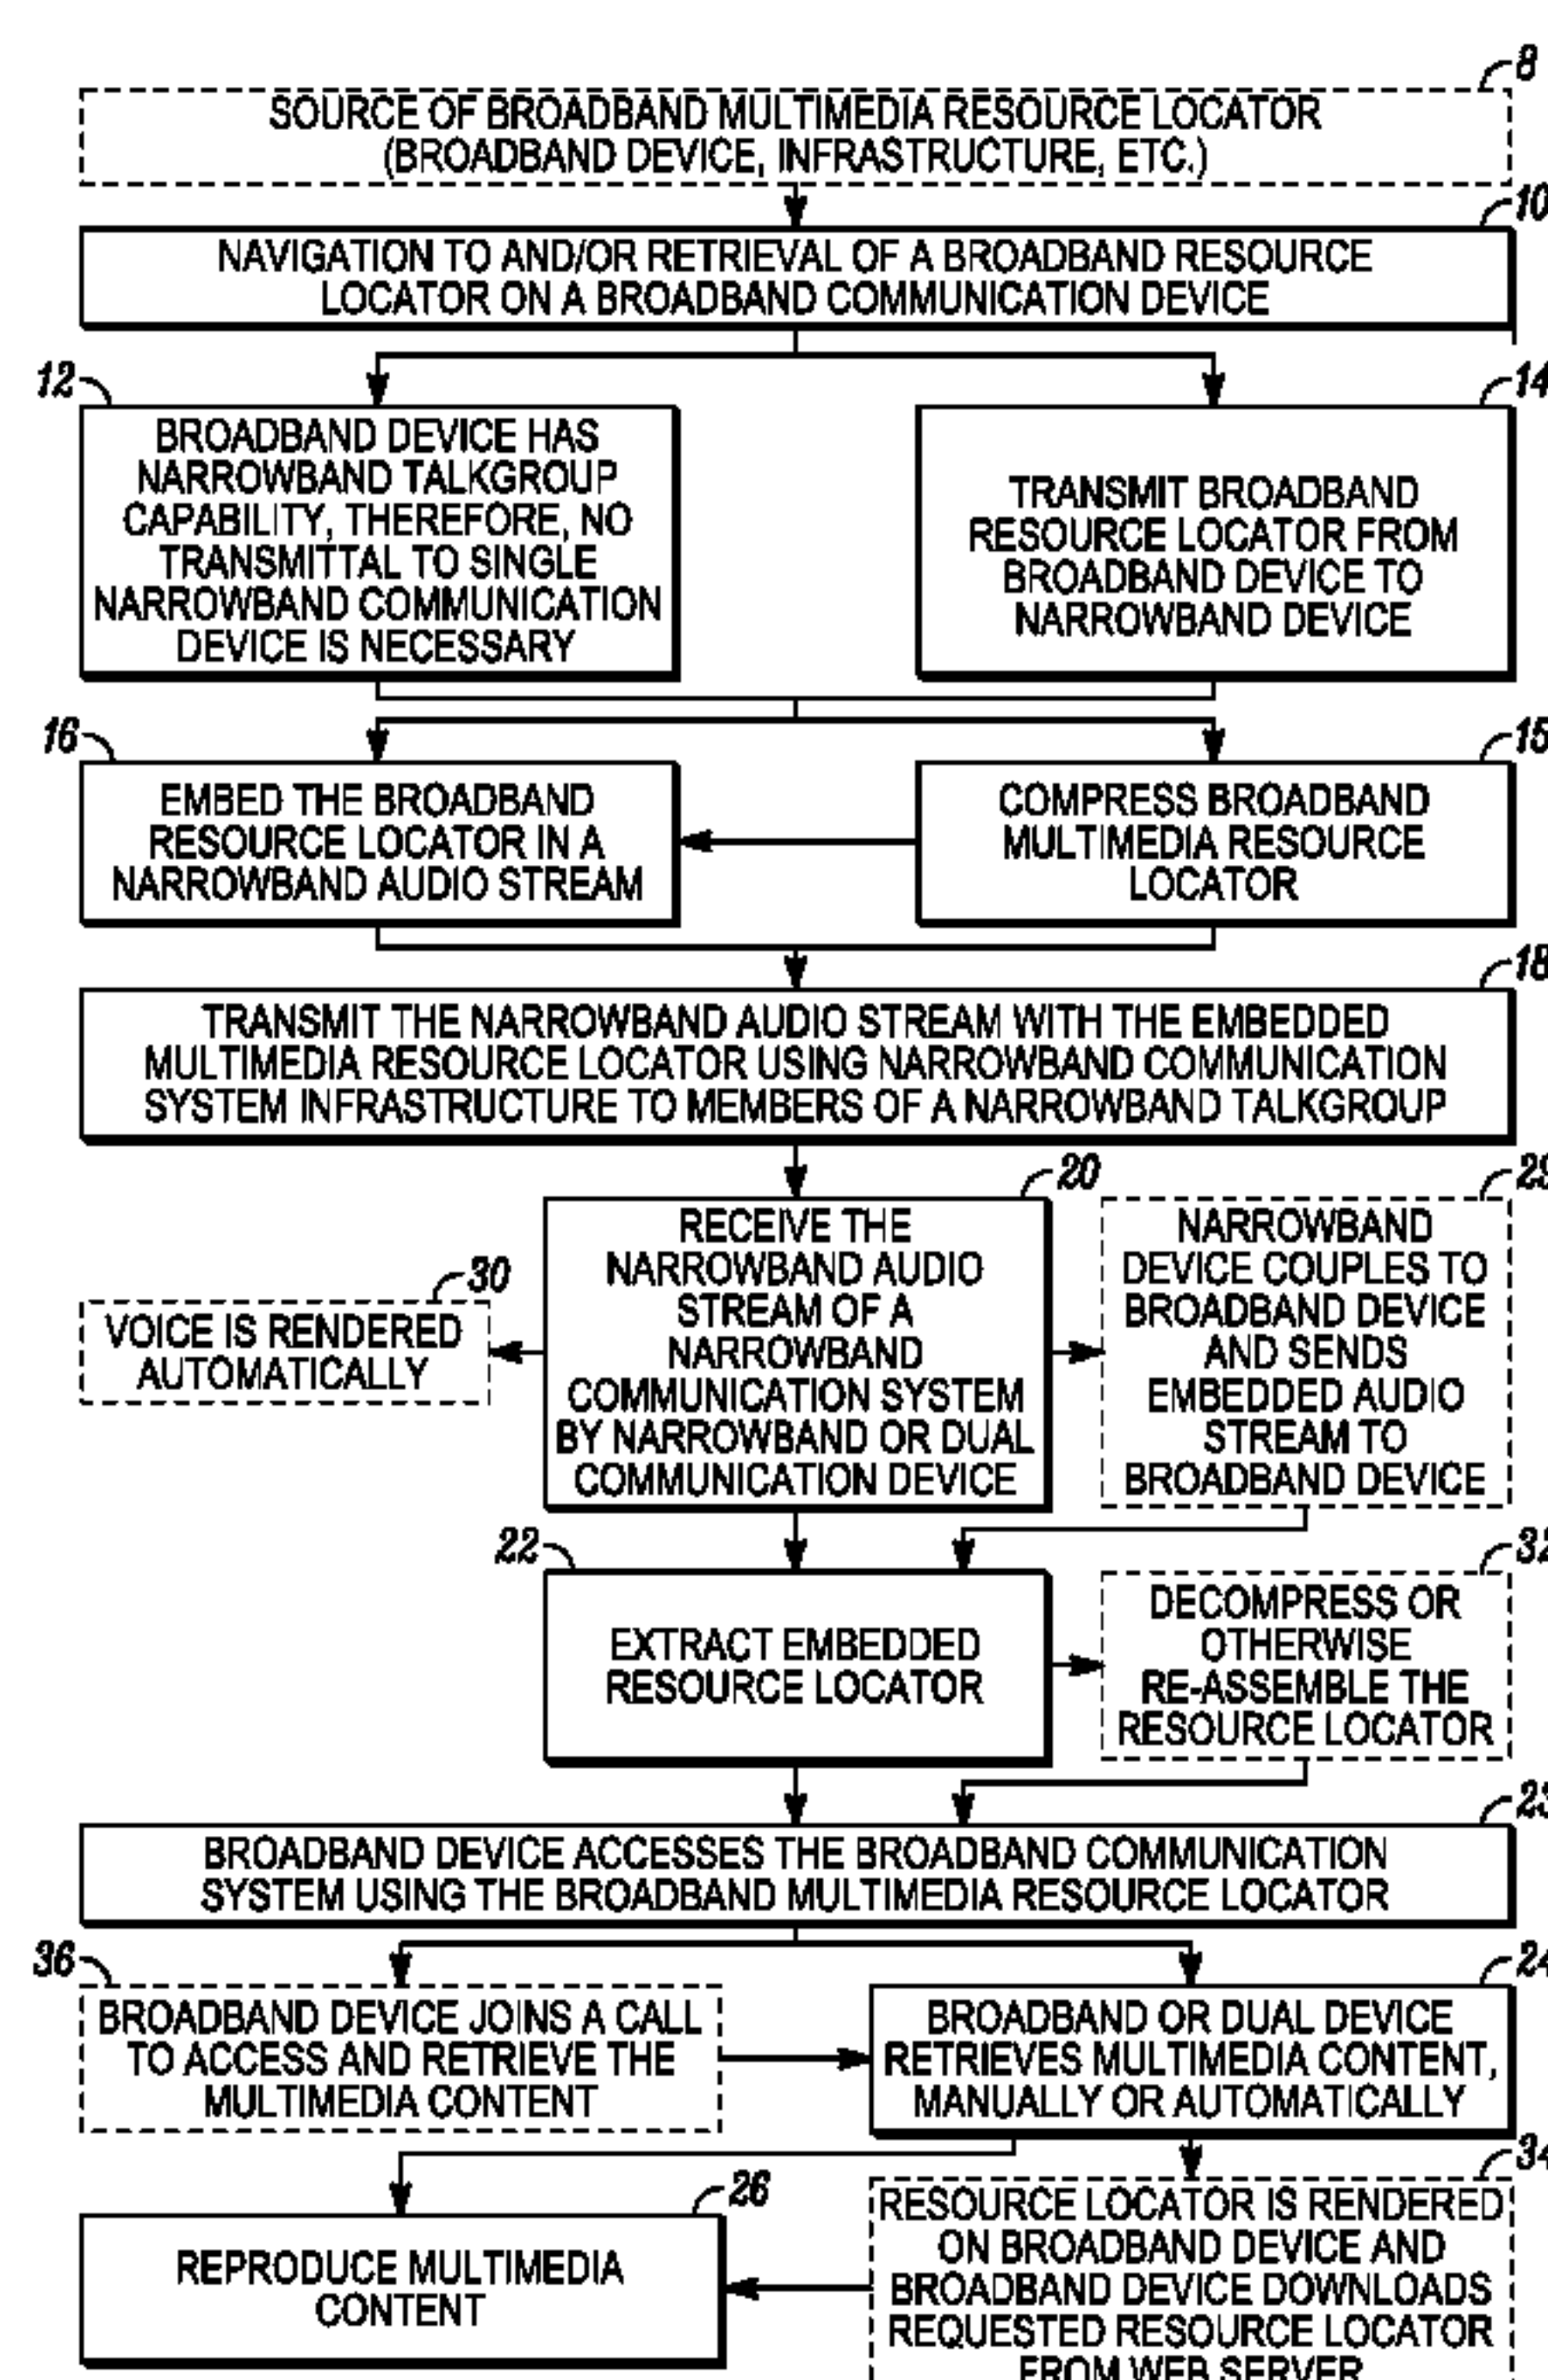 8
SOURCE OF BROADBAND MULTIMEDIA RESOURCE LOCATOR
(BROADBAND DEVICE, INFRASTRUCTURE, ETC.)
10
NAVIGATION TO AND/OR RETRIEVAL OF A BROADBAND RESOURCE
LOCATOR ON A BROADBAND COMMUNICATION DEVICE
12
BROADBAND DEVICE HAS
NARROWBAND TALKGROUP
CAPABILITY, THEREFORE, NO
TRANSMITTAL TO SINGLE
NARROWBAND COMMUNICATION
DEVICE IS NECESSARY
14
TRANSMIT BROADBAND
RESOURCE LOCATOR FROM
BROADBAND DEVICE TO
NARROWBAND DEVICE
16
EMBED THE BROADBAND
RESOURCE LOCATOR IN A
NARROWBAND AUDIO STREAM
15
COMPRESS BROADBAND
MULTIMEDIA RESOURCE
LOCATOR
18
TRANSMIT THE NARROWBAND AUDIO STREAM WITH THE EMBEDDED
MULTIMEDIA RESOURCE LOCATOR USING NARROWBAND COMMUNICATION
SYSTEM INFRASTRUCTURE TO MEMBERS OF A NARROWBAND TALKGROUP
30
VOICE IS RENDERED
AUTOMATICALLY
20
RECEIVE THE
NARROWBAND AUDIO
STREAM OF A
NARROWBAND
COMMUNICATION SYSTEM
BY NARROWBAND OR DUAL
COMMUNICATION DEVICE
29
NARROWBAND
DEVICE COUPLES TO
BROADBAND DEVICE
AND SENDS
EMBEDDED AUDIO
STREAM TO
BROADBAND DEVICE
22
EXTRACT EMBEDDED
RESOURCE LOCATOR
32
DECOMPRESS OR
OTHERWISE
RE-ASSEMBLE THE
RESOURCE LOCATOR
23
BROADBAND DEVICE ACCESSES THE BROADBAND COMMUNICATION
SYSTEM USING THE BROADBAND MULTIMEDIA RESOURCE LOCATOR
36
BROADBAND DEVICE JOINS A CALL
TO ACCESS AND RETRIEVE THE
MULTIMEDIA CONTENT
24
BROADBAND OR DUAL DEVICE
RETRIEVES MULTIMEDIA CONTENT,
MANUALLY OR AUTOMATICALLY
26
REPRODUCE MULTIMEDIA
CONTENT
34
RESOURCE LOCATOR IS RENDERED
ON BROADBAND DEVICE AND
BROADBAND DEVICE DOWNLOADS
REQUESTED RESOURCE LOCATOR
FROM WEB SERVER